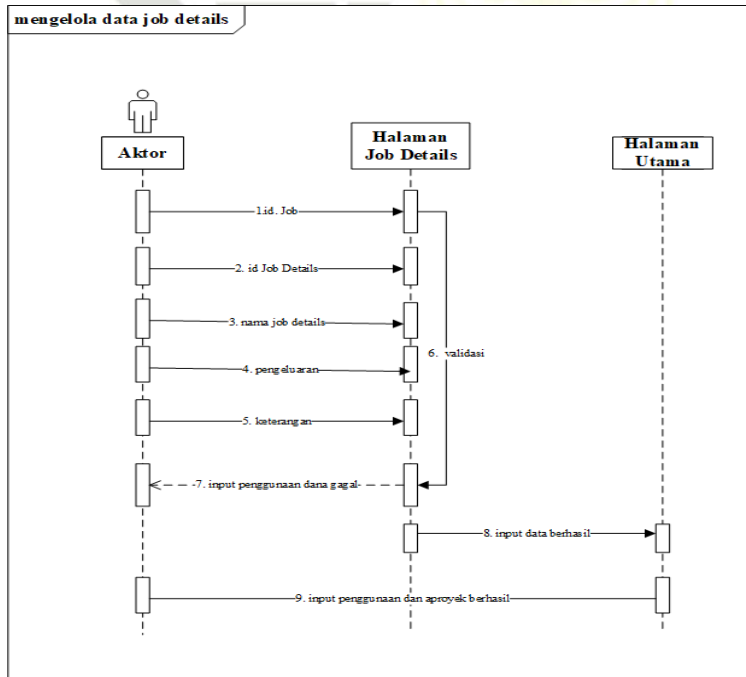 mengelola data job details
Aktor
Halaman
Job Details
Halaman
Utama
1.id. Job
2. id Job Details
3. nama job details
4. pengeluaran
5. keterangan
6. validasi
7. input penggunaan dana gagal
8. input data berhasil
9. input penggunaan dan aproyek berhasil